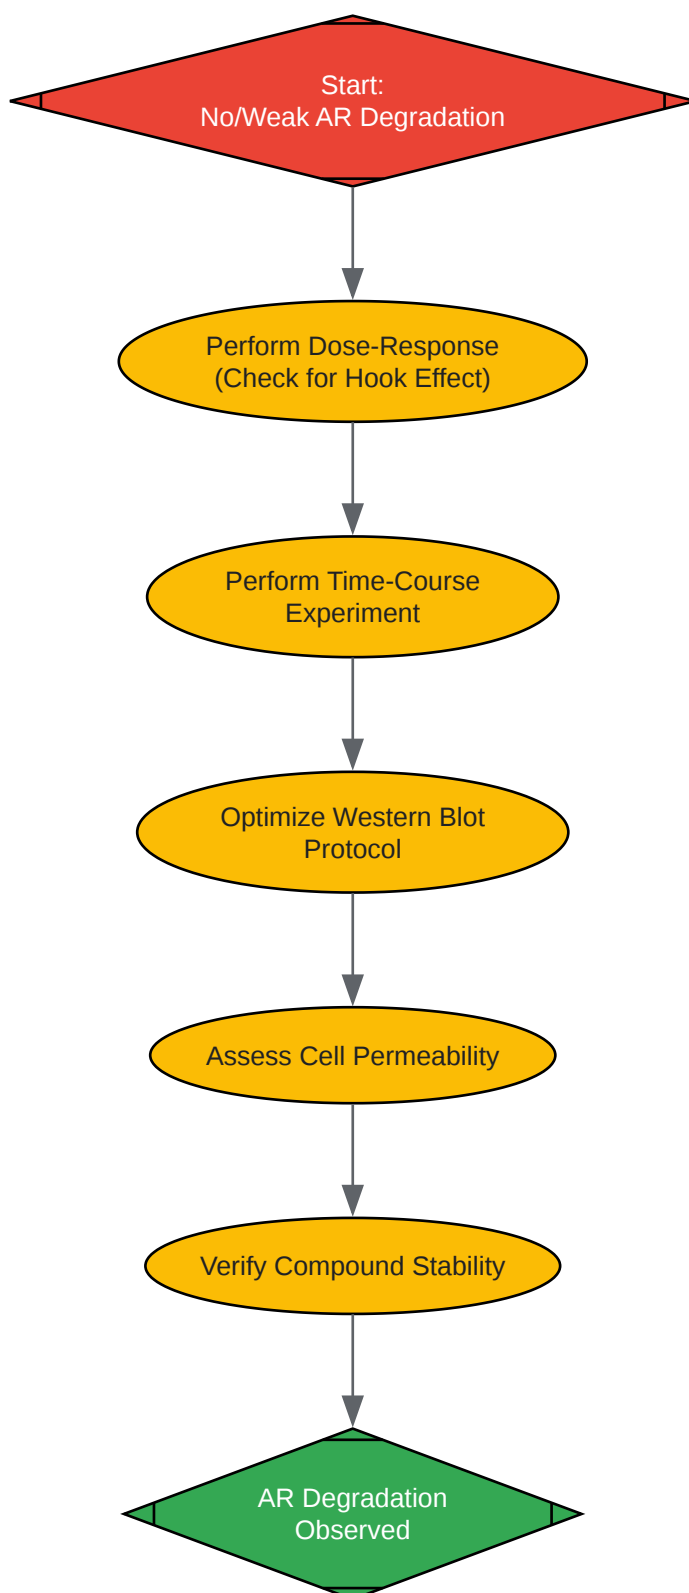 Start:
No/Weak AR Degradation
Perform Dose-Response
(Check for Hook Effect)
Perform Time-Course
Experiment
Optimize Western Blot
Protocol
Assess Cell Permeability
Verify Compound Stability
AR Degradation
Observed